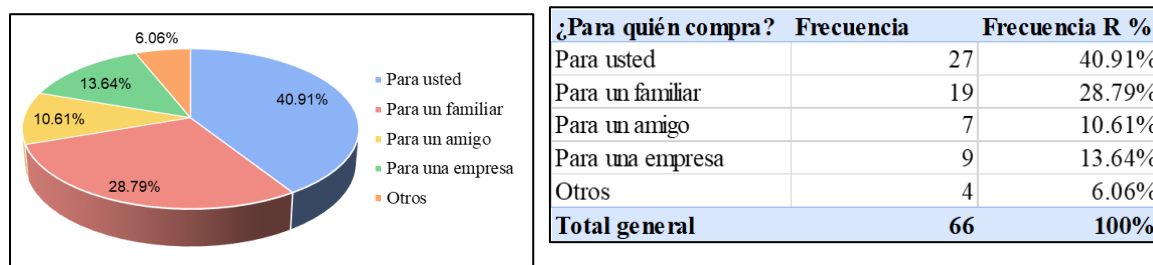 6.06%
13.64%
40.91%
10.61%
28.79%
Para usted
Para un familiar
Para un amigo
Para una empresa
Otros
¿Para quién compra? Frecuencia Frecuencia R %
Para usted 27 40.91%
Para un familiar 19 28.79%
Para un amigo 7 10.61%
Para una empresa 9 13.64%
Otros 4 6.06%
Total general 66 100%